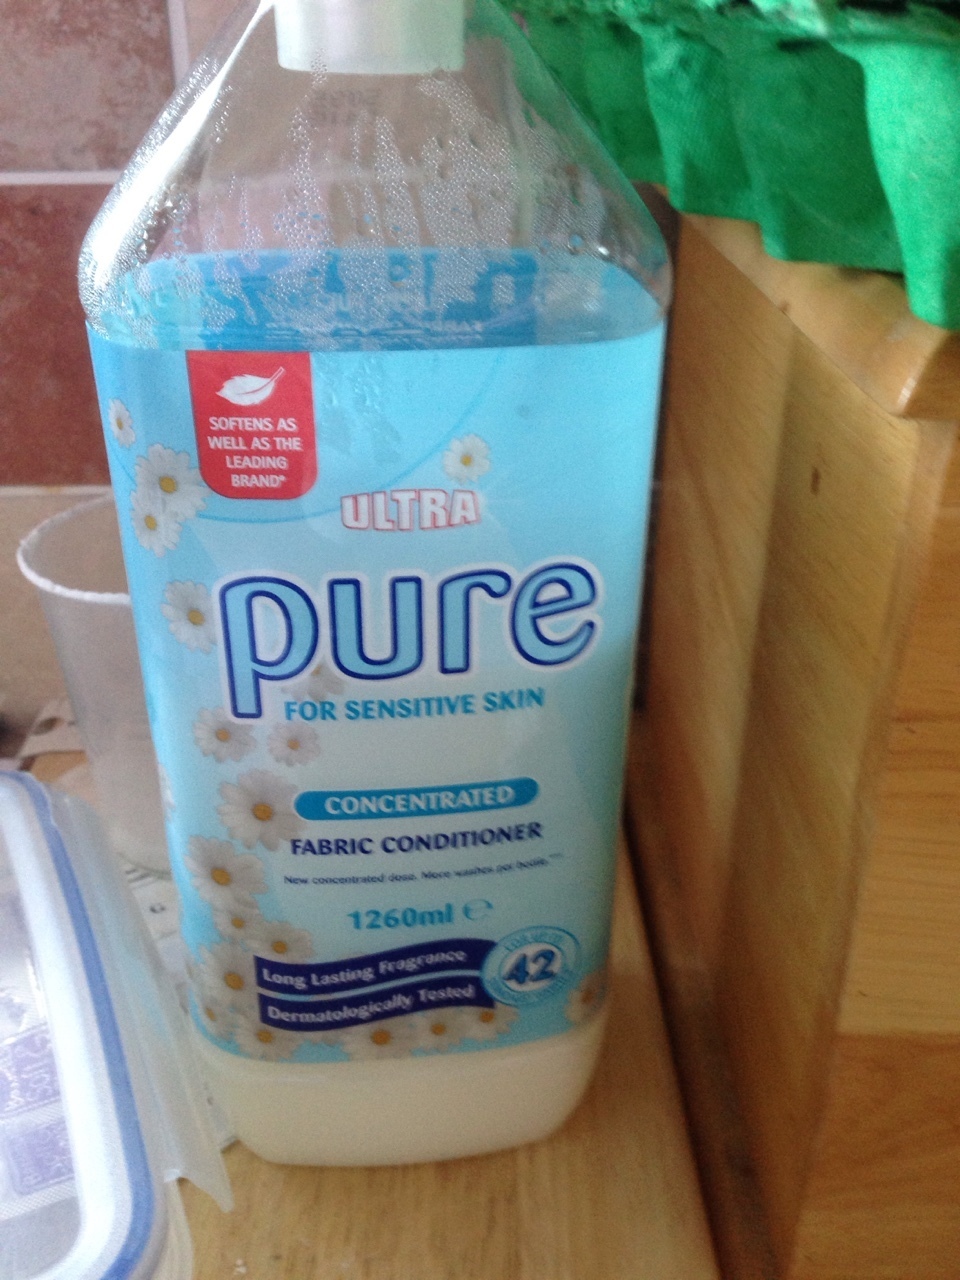 SOFTENS AS
WELL AS THE
LEADING
BRAND*
ULTRA
pure
FOR SENSITIVE SKIN
CONCENTRATED
FABRIC CONDITIONER
New concentrated dose. More washes per bottle.
1260ml ℮
Long Lasting Fragrance
42
Dermatologically Tested